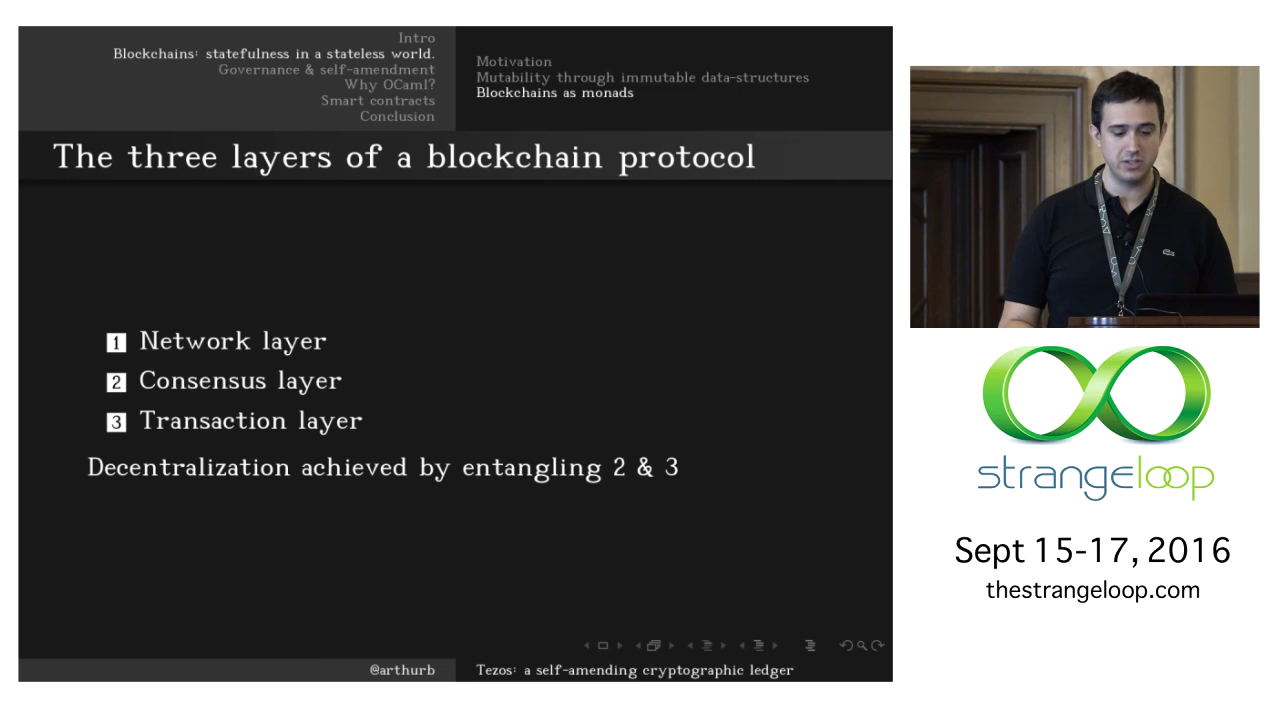 Intro
Blockchains: statefulness in a stateless world.
Governance & self-amendment
Why OCaml?
Smart contracts
Conclusion
Motivation
Mutability through immutable data-structures
Blockchains as monads
The three layers of a blockchain protocol
1 Network layer
2 Consensus layer
3 Transaction layer
Decentralization achieved by entangling 2 & 3
@arthurb
Tezos: a self-amending cryptographic ledger
strangeloop
Sept 15-17, 2016
thestrangeloop.com